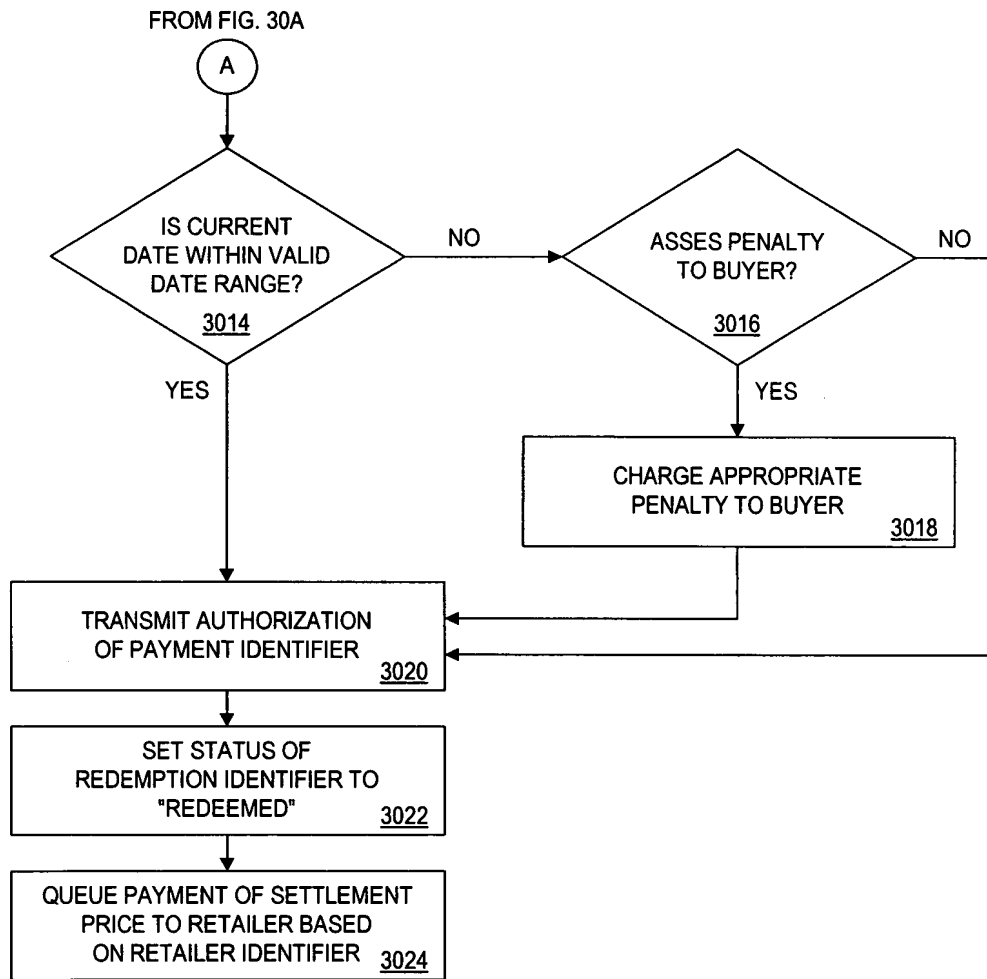 FROM FIG. 30A
A
IS CURRENT
DATE WITHIN VALID
DATE RANGE?
3014
NO
ASSES PENALTY
TO BUYER?
3016
NO
YES
YES
CHARGE APPROPRIATE
PENALTY TO BUYER
3018
TRANSMIT AUTHORIZATION
OF PAYMENT IDENTIFIER
3020
SET STATUS OF
REDEMPTION IDENTIFIER TO
"REDEEMED"
3022
QUEUE PAYMENT OF SETTLEMENT
PRICE TO RETAILER BASED
ON RETAILER IDENTIFIER
3024